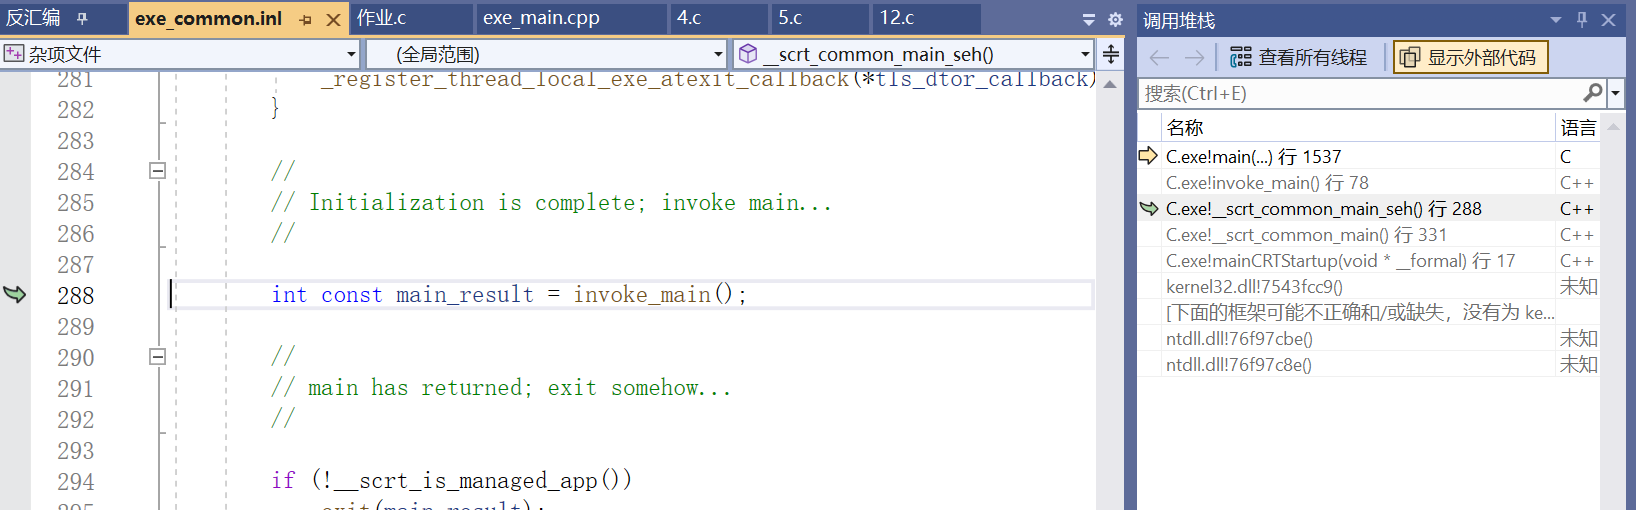 反汇编 exe_common.inl 作业.c exe_main.cpp 4.c 5.c 12.c
杂项文件 (全局范围) __scrt_common_main_seh()
281 _register_thread_local_exe_atexit_callback(*tls_dtor_callback)
282 }
283
284 //
285 // Initialization is complete; invoke main...
286 //
287
288 int const main_result = invoke_main();
289
290 //
291 // main has returned; exit somehow...
292 //
293
294 if (!__scrt_is_managed_app())
295 exit(main_result);
调用堆栈
查看所有线程 显示外部代码
搜索(Ctrl+E)
名称 语言
C.exe!main(...) 行 1537 C
C.exe!invoke_main() 行 78 C++
C.exe!__scrt_common_main_seh() 行 288 C++
C.exe!__scrt_common_main() 行 331 C++
C.exe!mainCRTStartup(void * __formal) 行 17 C++
kernel32.dll!7543fcc9() 未知
[下面的框架可能不正确和/或缺失，没有为 ke...
ntdll.dll!76f97cbe() 未知
ntdll.dll!76f97c8e() 未知